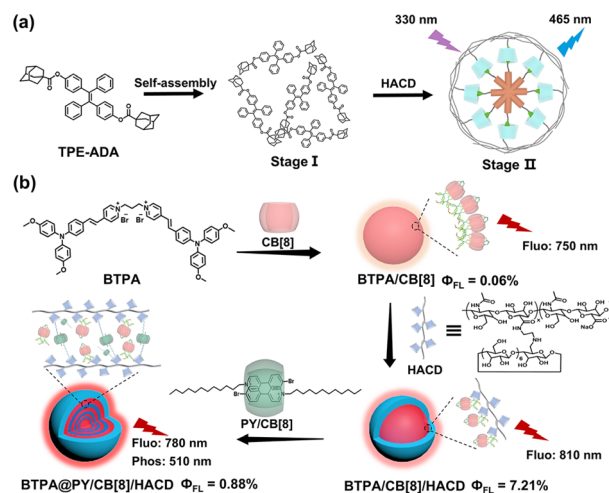 (a)
330 nm
465 nm
Self-assembly
HACD
TPE-ADA
Stage I
Stage II
(b)
BTPA
CB[8]
Fluo: 750 nm
BTPA/CB[8] ΦFL = 0.06%
HACD
PY/CB[8]
Fluo: 780 nm
Phos: 510 nm
Fluo: 810 nm
BTPA@PY/CB[8]/HACD ΦFL = 0.88%
BTPA/CB[8]/HACD ΦFL = 7.21%